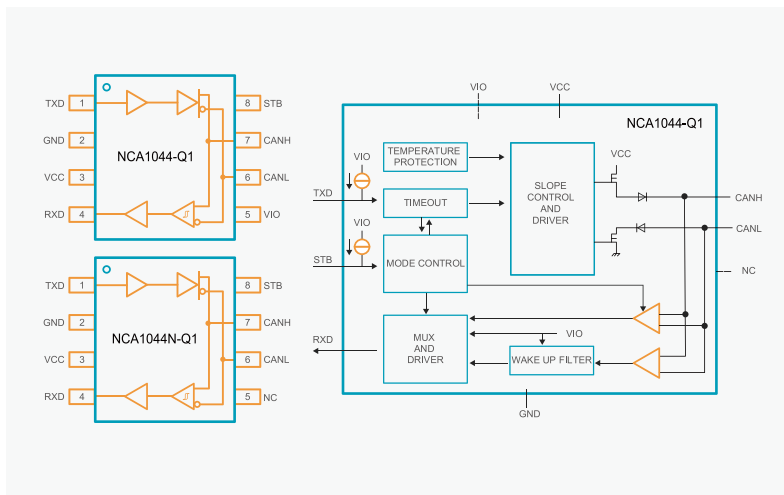 TXD 1 8 STB
GND 2 7 CANH
NCA1044-Q1
VCC 3 6 CANL
RXD 4 5 VIO
TXD 1 8 STB
GND 2 7 CANH
NCA1044N-Q1
VCC 3 6 CANL
RXD 4 5 NC
VIO
VCC
NCA1044-Q1
TEMPERATURE
PROTECTION
VIO
TXD
TIMEOUT
VIO
STB
MODE CONTROL
SLOPE
CONTROL
AND
DRIVER
VCC
CANH
CANL
NC
RXD
MUX
AND
DRIVER
VIO
WAKE UP FILTER
GND